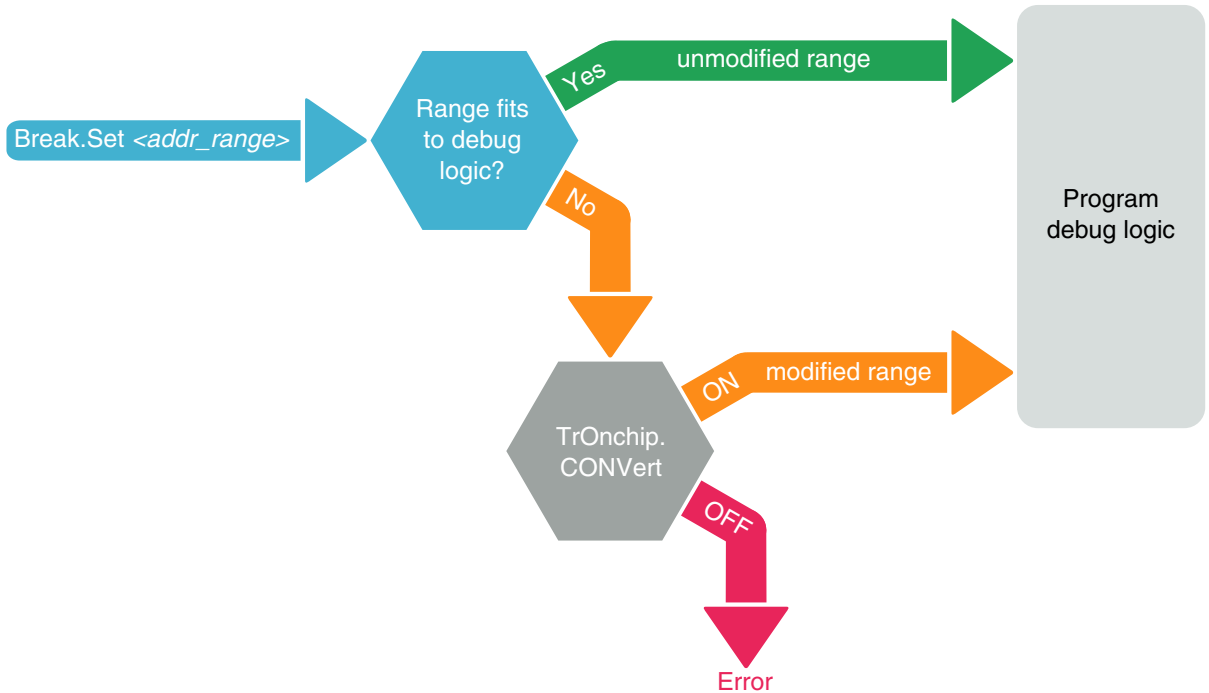 Break.Set <addr_range>
Range fits
to debug
logic?
Yes
unmodified range
No
Program
debug logic
TrOnchip.
CONVert
ON
modified range
OFF
Error